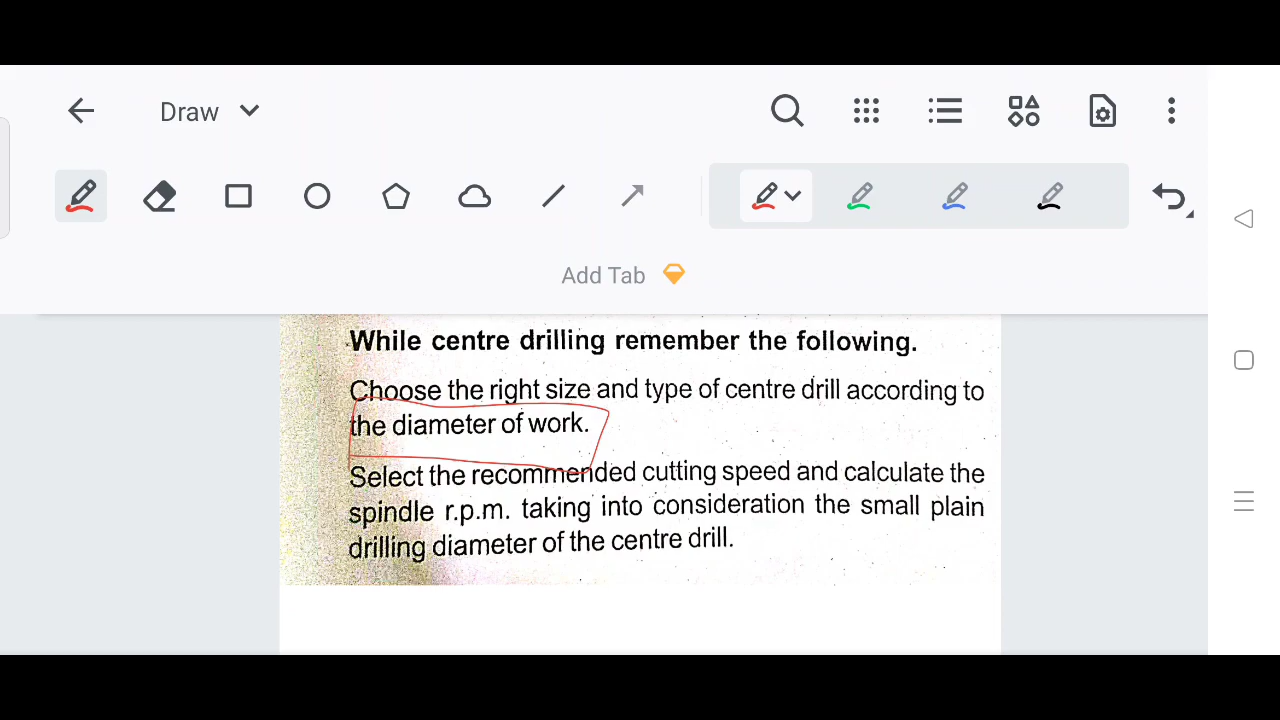 Draw
Add Tab
While centre drilling remember the following.
Choose the right size and type of centre drill according to
the diameter of work.
Select the recommended cutting speed and calculate the
spindle r.p.m. taking into consideration the small plain
drilling diameter of the centre drill.